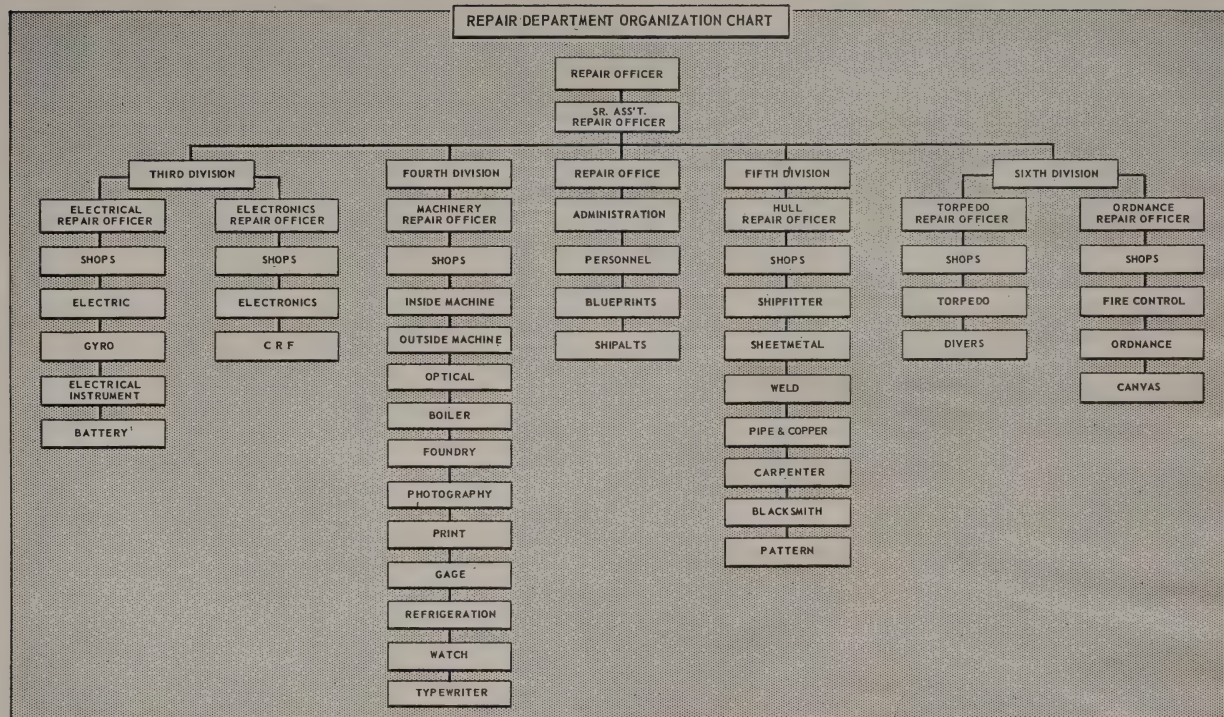 REPAIR DEPARTMENT ORGANIZATION CHART
REPAIR OFFICER
SR. ASS'T.
REPAIR OFFICER
THIRD DIVISION
ELECTRICAL
REPAIR OFFICER
SHOPS
ELECTRIC
GYRO
ELECTRICAL
INSTRUMENT
BATTERY
ELECTRONICS
REPAIR OFFICER
SHOPS
ELECTRONICS
C R F
FOURTH DIVISION
MACHINERY
REPAIR OFFICER
SHOPS
INSIDE MACHINE
OUTSIDE MACHINE
OPTICAL
BOILER
FOUNDRY
PHOTOGRAPHY
PRINT
GAGE
REFRIGERATION
WATCH
TYPEWRITER
REPAIR OFFICE
ADMINISTRATION
PERSONNEL
BLUEPRINTS
SHIPALTS
FIFTH DIVISION
HULL
REPAIR OFFICER
SHOPS
SHIPFITTER
SHEETMETAL
WELD
PIPE & COPPER
CARPENTER
BLACKSMITH
PATTERN
SIXTH DIVISION
TORPEDO
REPAIR OFFICER
SHOPS
TORPEDO
DIVERS
ORDNANCE
REPAIR OFFICER
SHOPS
FIRE CONTROL
ORDNANCE
CANVAS